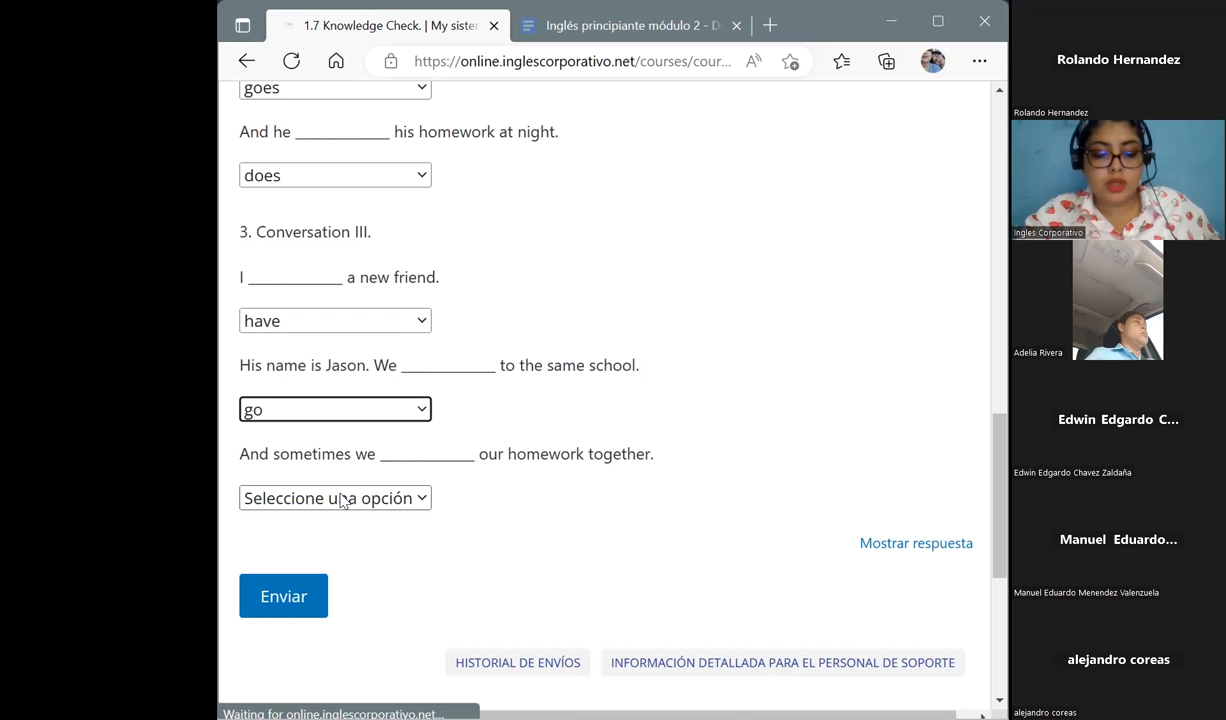 1.7 Knowledge Check. | My sister
Inglés principiante módulo 2 - D
https://online.inglescorporativo.net/courses/cour...
goes
And he ____________ his homework at night.
does
3. Conversation III.
I ____________ a new friend.
have
His name is Jason. We ____________ to the same school.
go
And sometimes we ____________ our homework together.
Seleccione una opción
Mostrar respuesta
Enviar
HISTORIAL DE ENVÍOS
INFORMACIÓN DETALLADA PARA EL PERSONAL DE SOPORTE
Waiting for online.inglescorporativo.net...
Rolando Hernandez
Rolando Hernandez
Ingles Corporativo
Adelia Rivera
Edwin Edgardo C...
Edwin Edgardo Chavez Zaldaña
Manuel Eduardo...
Manuel Eduardo Menendez Valenzuela
alejandro coreas
alejandro coreas